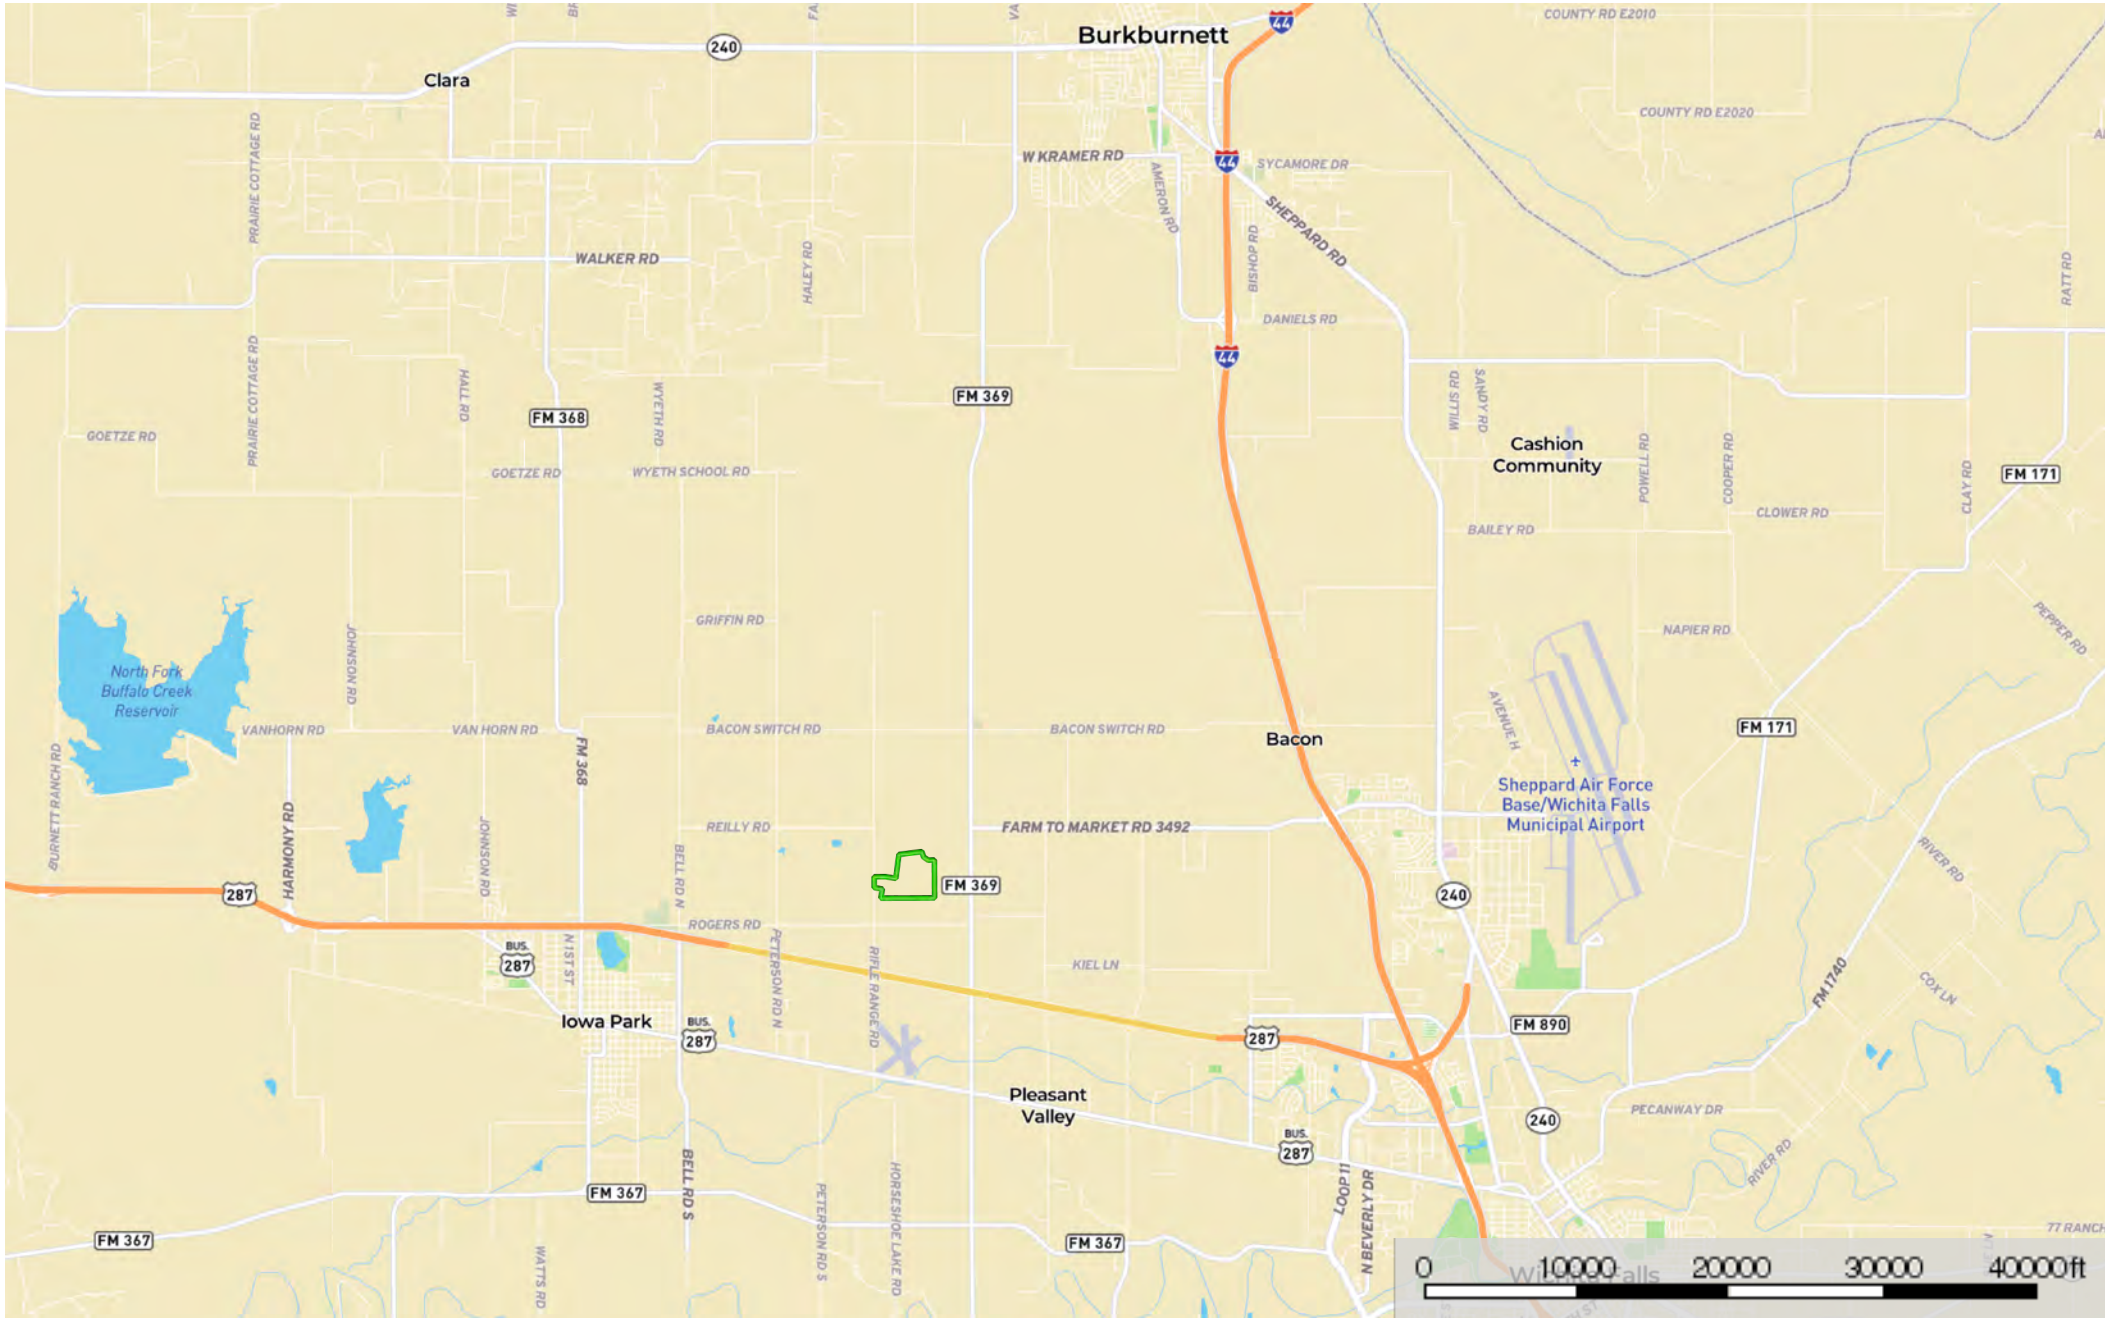 COUNTY RD E2010
44
Burkburnett
240
Clara
COUNTY RD E2020
PRAIRIE COTTAGE RD
W KRAMER RD
44
SYCAMORE DR
AMERON RD
SHEPPARD RD
WALKER RD
HALEY RD
BISHOP RD
RATT RD
DANIELS RD
44
PRAIRIE COTTAGE RD
HALL RD
FM 368
WYETH RD
FM 369
WILLIS RD
SANDY RD
GOETZE RD
Cashion
Community
POWELL RD
COOPER RD
CLAY RD
FM 171
GOETZE RD
WYETH SCHOOL RD
CLOWER RD
BAILEY RD
PEPPER RD
GRIFFIN RD
NAPIER RD
JOHNSON RD
North Fork
Buffalo Creek
Reservoir
AVENUE H
VANHORN RD
VAN HORN RD
BACON SWITCH RD
BACON SWITCH RD
Bacon
FM 171
FM 368
BURNETT RANCH RD
Sheppard Air Force
Base/Wichita Falls
Municipal Airport
HARMONY RD
JOHNSON RD
REILLY RD
FARM TO MARKET RD 3492
RIVER RD
BELL RD N
287
FM 369
240
ROGERS RD
BUS.
287
N 1ST ST
PETERSON RD N
RIFLE RANGE RD
KIEL LN
FM 1740
COX LN
Iowa Park
BUS.
287
287
FM 890
Pleasant
Valley
PECANWAY DR
240
BUS.
287
RIVER RD
BELL RD S
FM 367
PETERSON RD S
HORSESHOE LAKE RD
LOOP 11
N BEVERLY DR
FM 367
WATTS RD
FM 367
77 RANCH
0 10000 20000 30000 40000ft
Wichita Falls